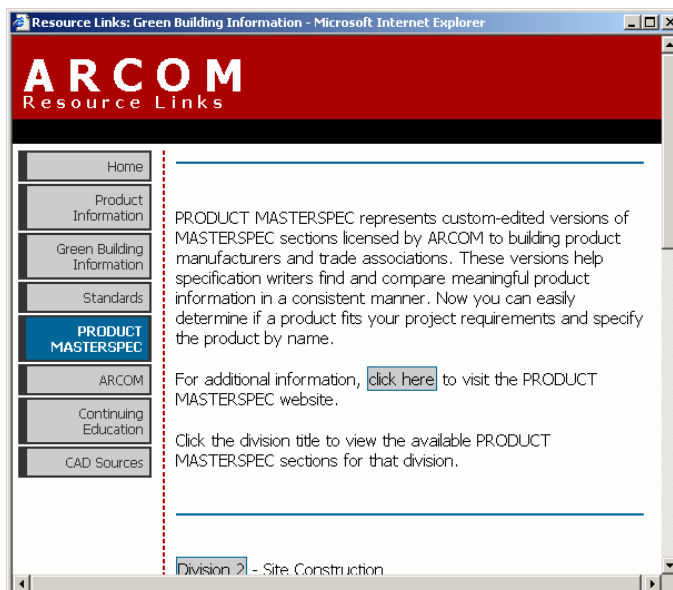 Resource Links: Green Building Information - Microsoft Internet Explorer
ARCOM
Resource Links
Home
Product
Information
Green Building
Information
Standards
PRODUCT
MASTERSPEC
ARCOM
Continuing
Education
CAD Sources
PRODUCT MASTERSPEC represents custom-edited versions of
MASTERSPEC sections licensed by ARCOM to building product
manufacturers and trade associations. These versions help
specification writers find and compare meaningful product
information in a consistent manner. Now you can easily
determine if a product fits your project requirements and specify
the product by name.
For additional information, click here to visit the PRODUCT
MASTERSPEC website.
Click the division title to view the available PRODUCT
MASTERSPEC sections for that division.
Division 2 - Site Construction